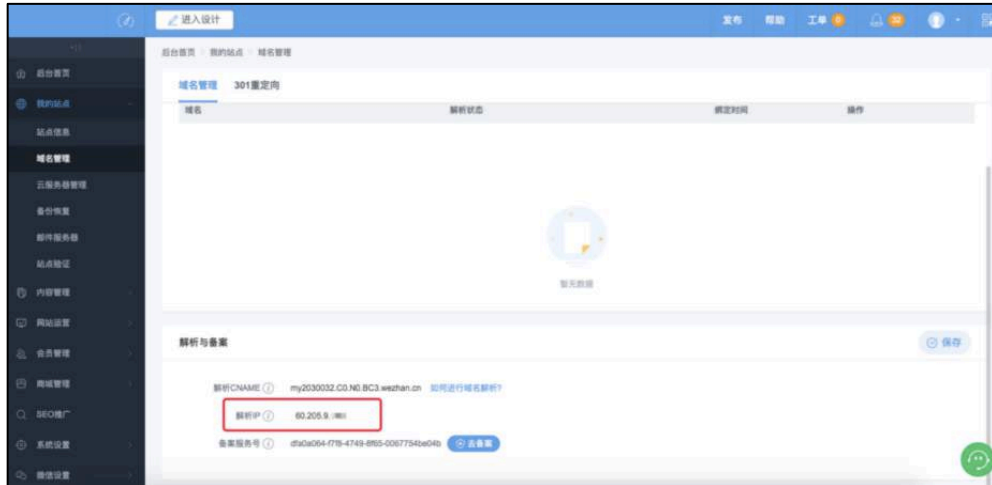 进入设计
发布 帮助 工单 0 32
后台首页
我的站点
站点信息
域名管理
云服务器管理
备份恢复
邮件服务器
站点验证
内容管理
网站运营
会员管理
商城管理
SEO推广
系统设置
微信设置
后台首页 > 我的站点 > 域名管理
域名管理 301重定向
域名 解析状态 绑定时间 操作
暂无数据
解析与备案 保存
解析CNAME my2030032.C0.N0.BC3.wezhan.cn 如何进行域名解析?
解析IP 60.205.9.
备案服务号 去备案